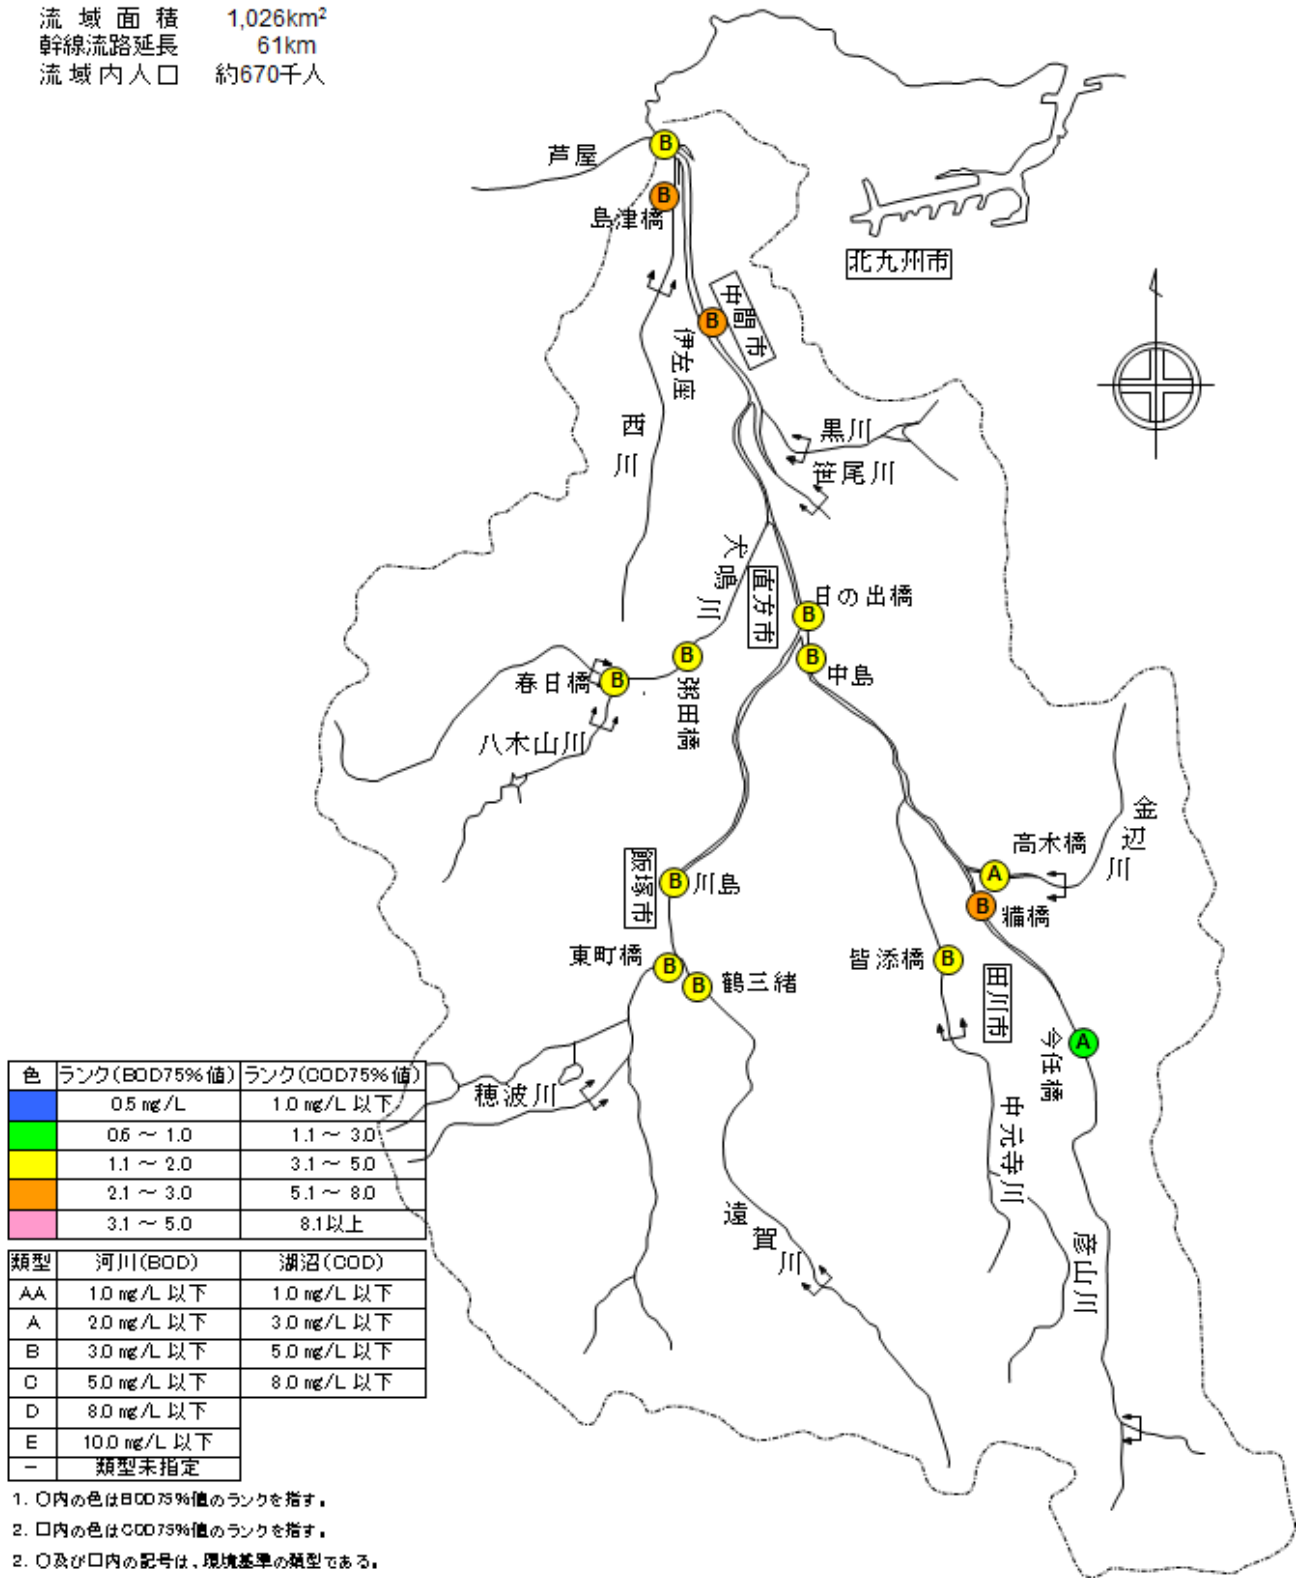 流域面積 1,026km²
幹線流路延長 61km
流域内人口 約670千人
芦屋
B
B
島津橋
北九州市
中間市
B
伊左座
西川
黒川
笹尾川
犬鳴川
直方市
日の出橋
B
B
中島
B
春日橋
B
粥田橋
八木山川
金辺川
高木橋
A
飯塚市
B
川島
B
糒橋
東町橋
B
B
鶴三緒
皆添橋
B
田川市
今任橋
A
穂波川
中元寺川
遠賀川
彦山川
色 ランク(BOD75%値) ランク(COD75%値)
0.5 mg/L 1.0 mg/L 以下
0.6 ～ 1.0 1.1 ～ 3.0
1.1 ～ 2.0 3.1 ～ 5.0
2.1 ～ 3.0 5.1 ～ 8.0
3.1 ～ 5.0 8.1以上
類型 河川(BOD) 湖沼(COD)
AA 1.0 mg/L 以下 1.0 mg/L 以下
A 2.0 mg/L 以下 3.0 mg/L 以下
B 3.0 mg/L 以下 5.0 mg/L 以下
C 5.0 mg/L 以下 8.0 mg/L 以下
D 8.0 mg/L 以下
E 10.0 mg/L 以下
－ 類型未指定
1. ○内の色はBOD75%値のランクを指す。
2. □内の色はCOD75%値のランクを指す。
2. ○及び□内の記号は、環境基準の類型である。